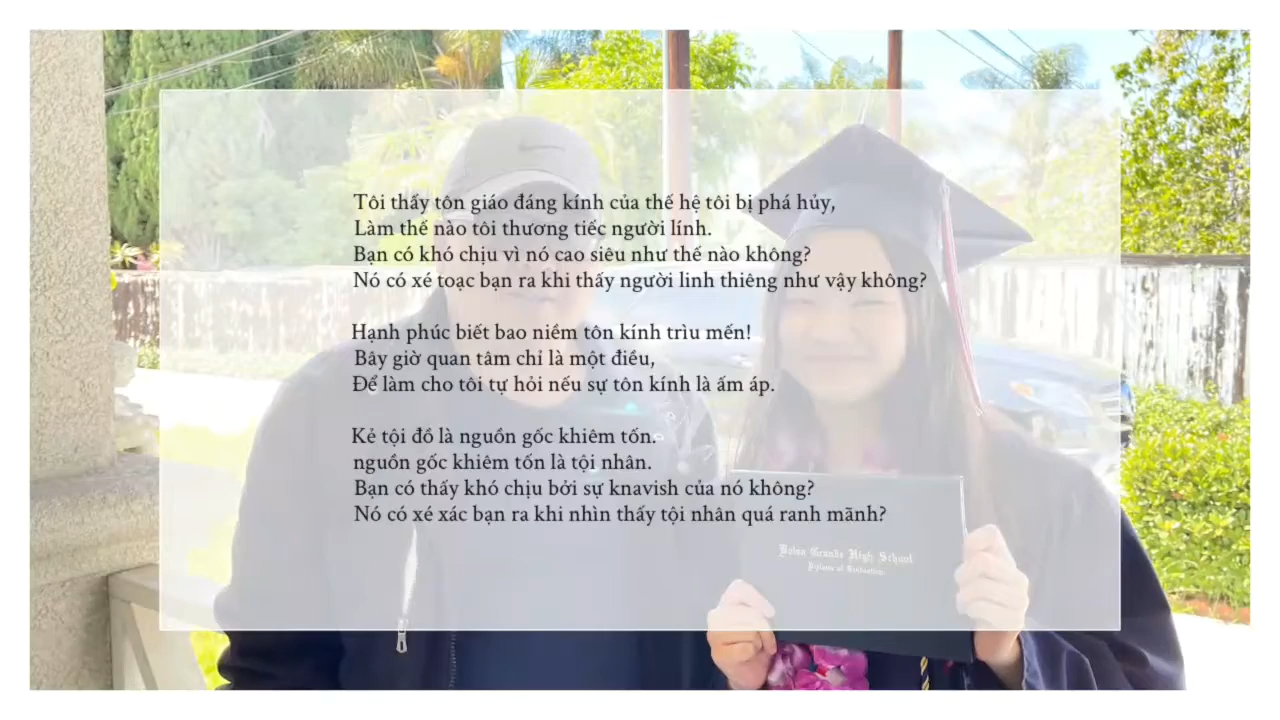 Tôi thấy tôn giáo đáng kính của thế hệ tôi bị phá hủy,
Làm thế nào tôi thương tiếc người lính.
Bạn có khó chịu vì nó cao siêu như thế nào không?
Nó có xé toạc bạn ra khi thấy người linh thiêng như vậy không?
Hạnh phúc biết bao niềm tôn kính trìu mến!
Bây giờ quan tâm chỉ là một điều,
Để làm cho tôi tự hỏi nếu sự tôn kính là ấm áp.
Kẻ tội đồ là nguồn gốc khiêm tốn.
nguồn gốc khiêm tốn là tội nhân.
Bạn có thấy khó chịu bởi sự knavish của nó không?
Nó có xé xác bạn ra khi nhìn thấy tội nhân quá ranh mãnh?
Bolsa Grande High School
Diploma of Graduation